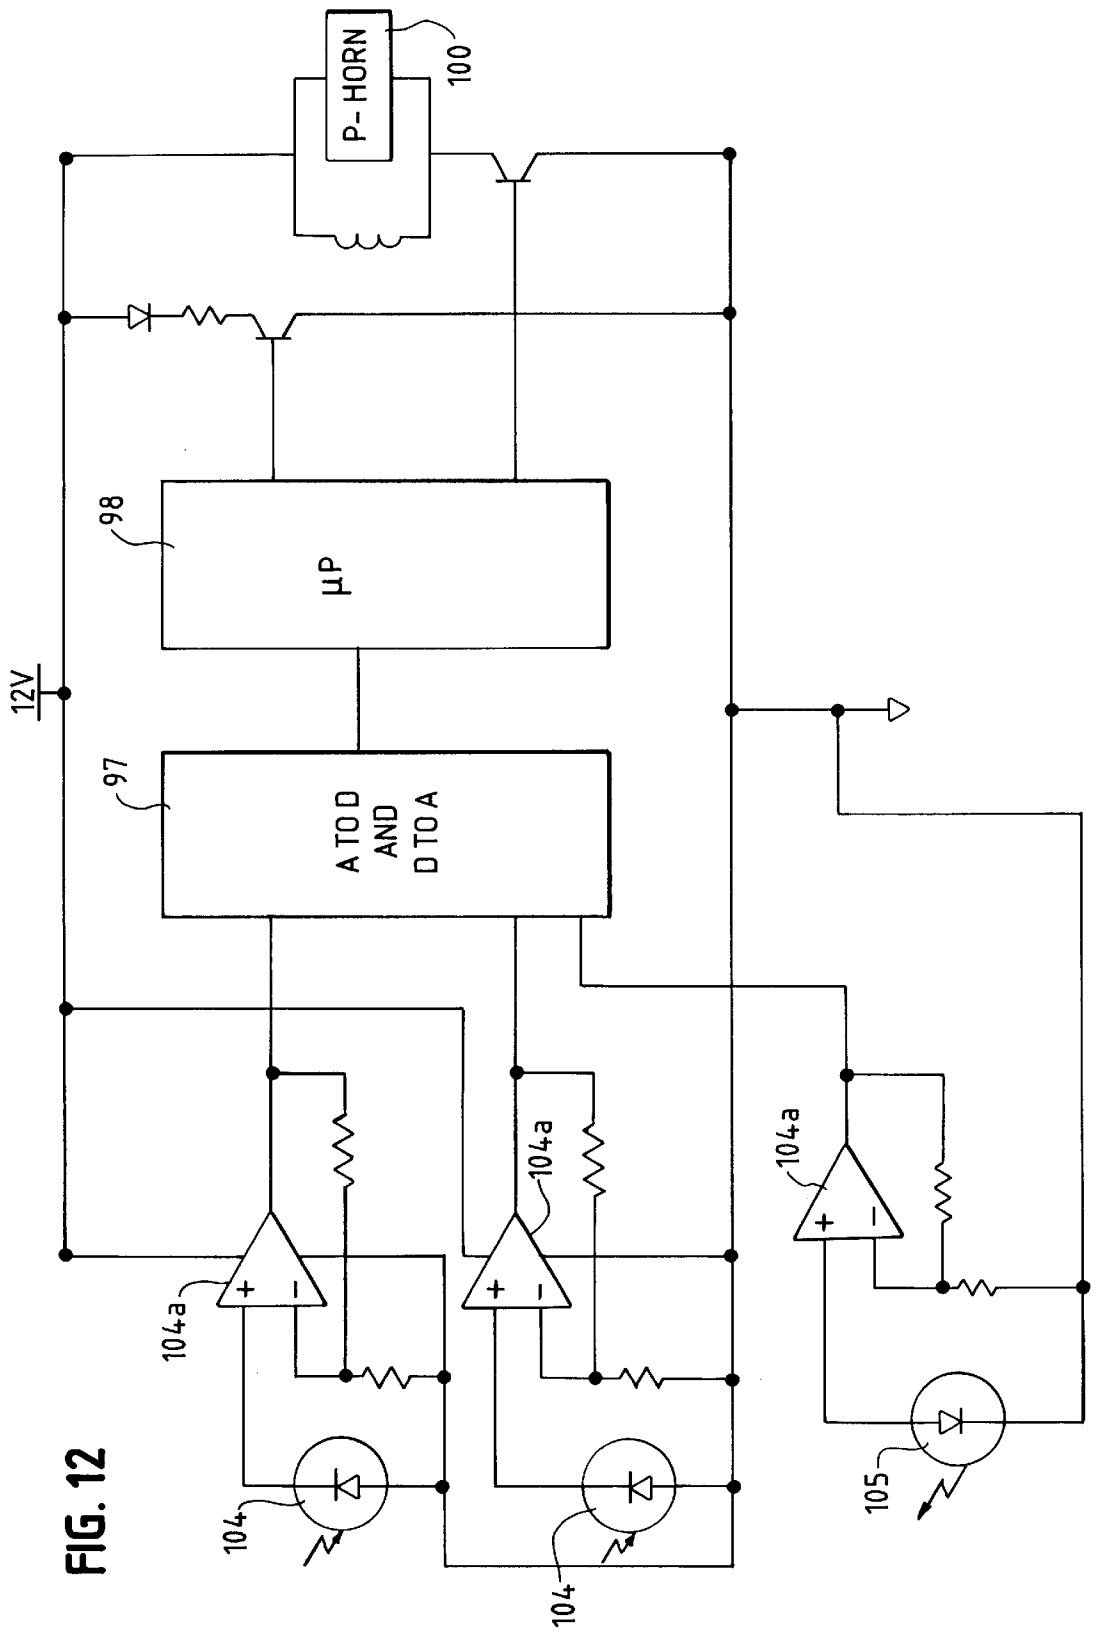 FIG. 12
12V
104
104a
+
−
104
104a
+
−
105
104a
+
−
97
A TO D
AND
D TO A
98
µP
P-HORN
100